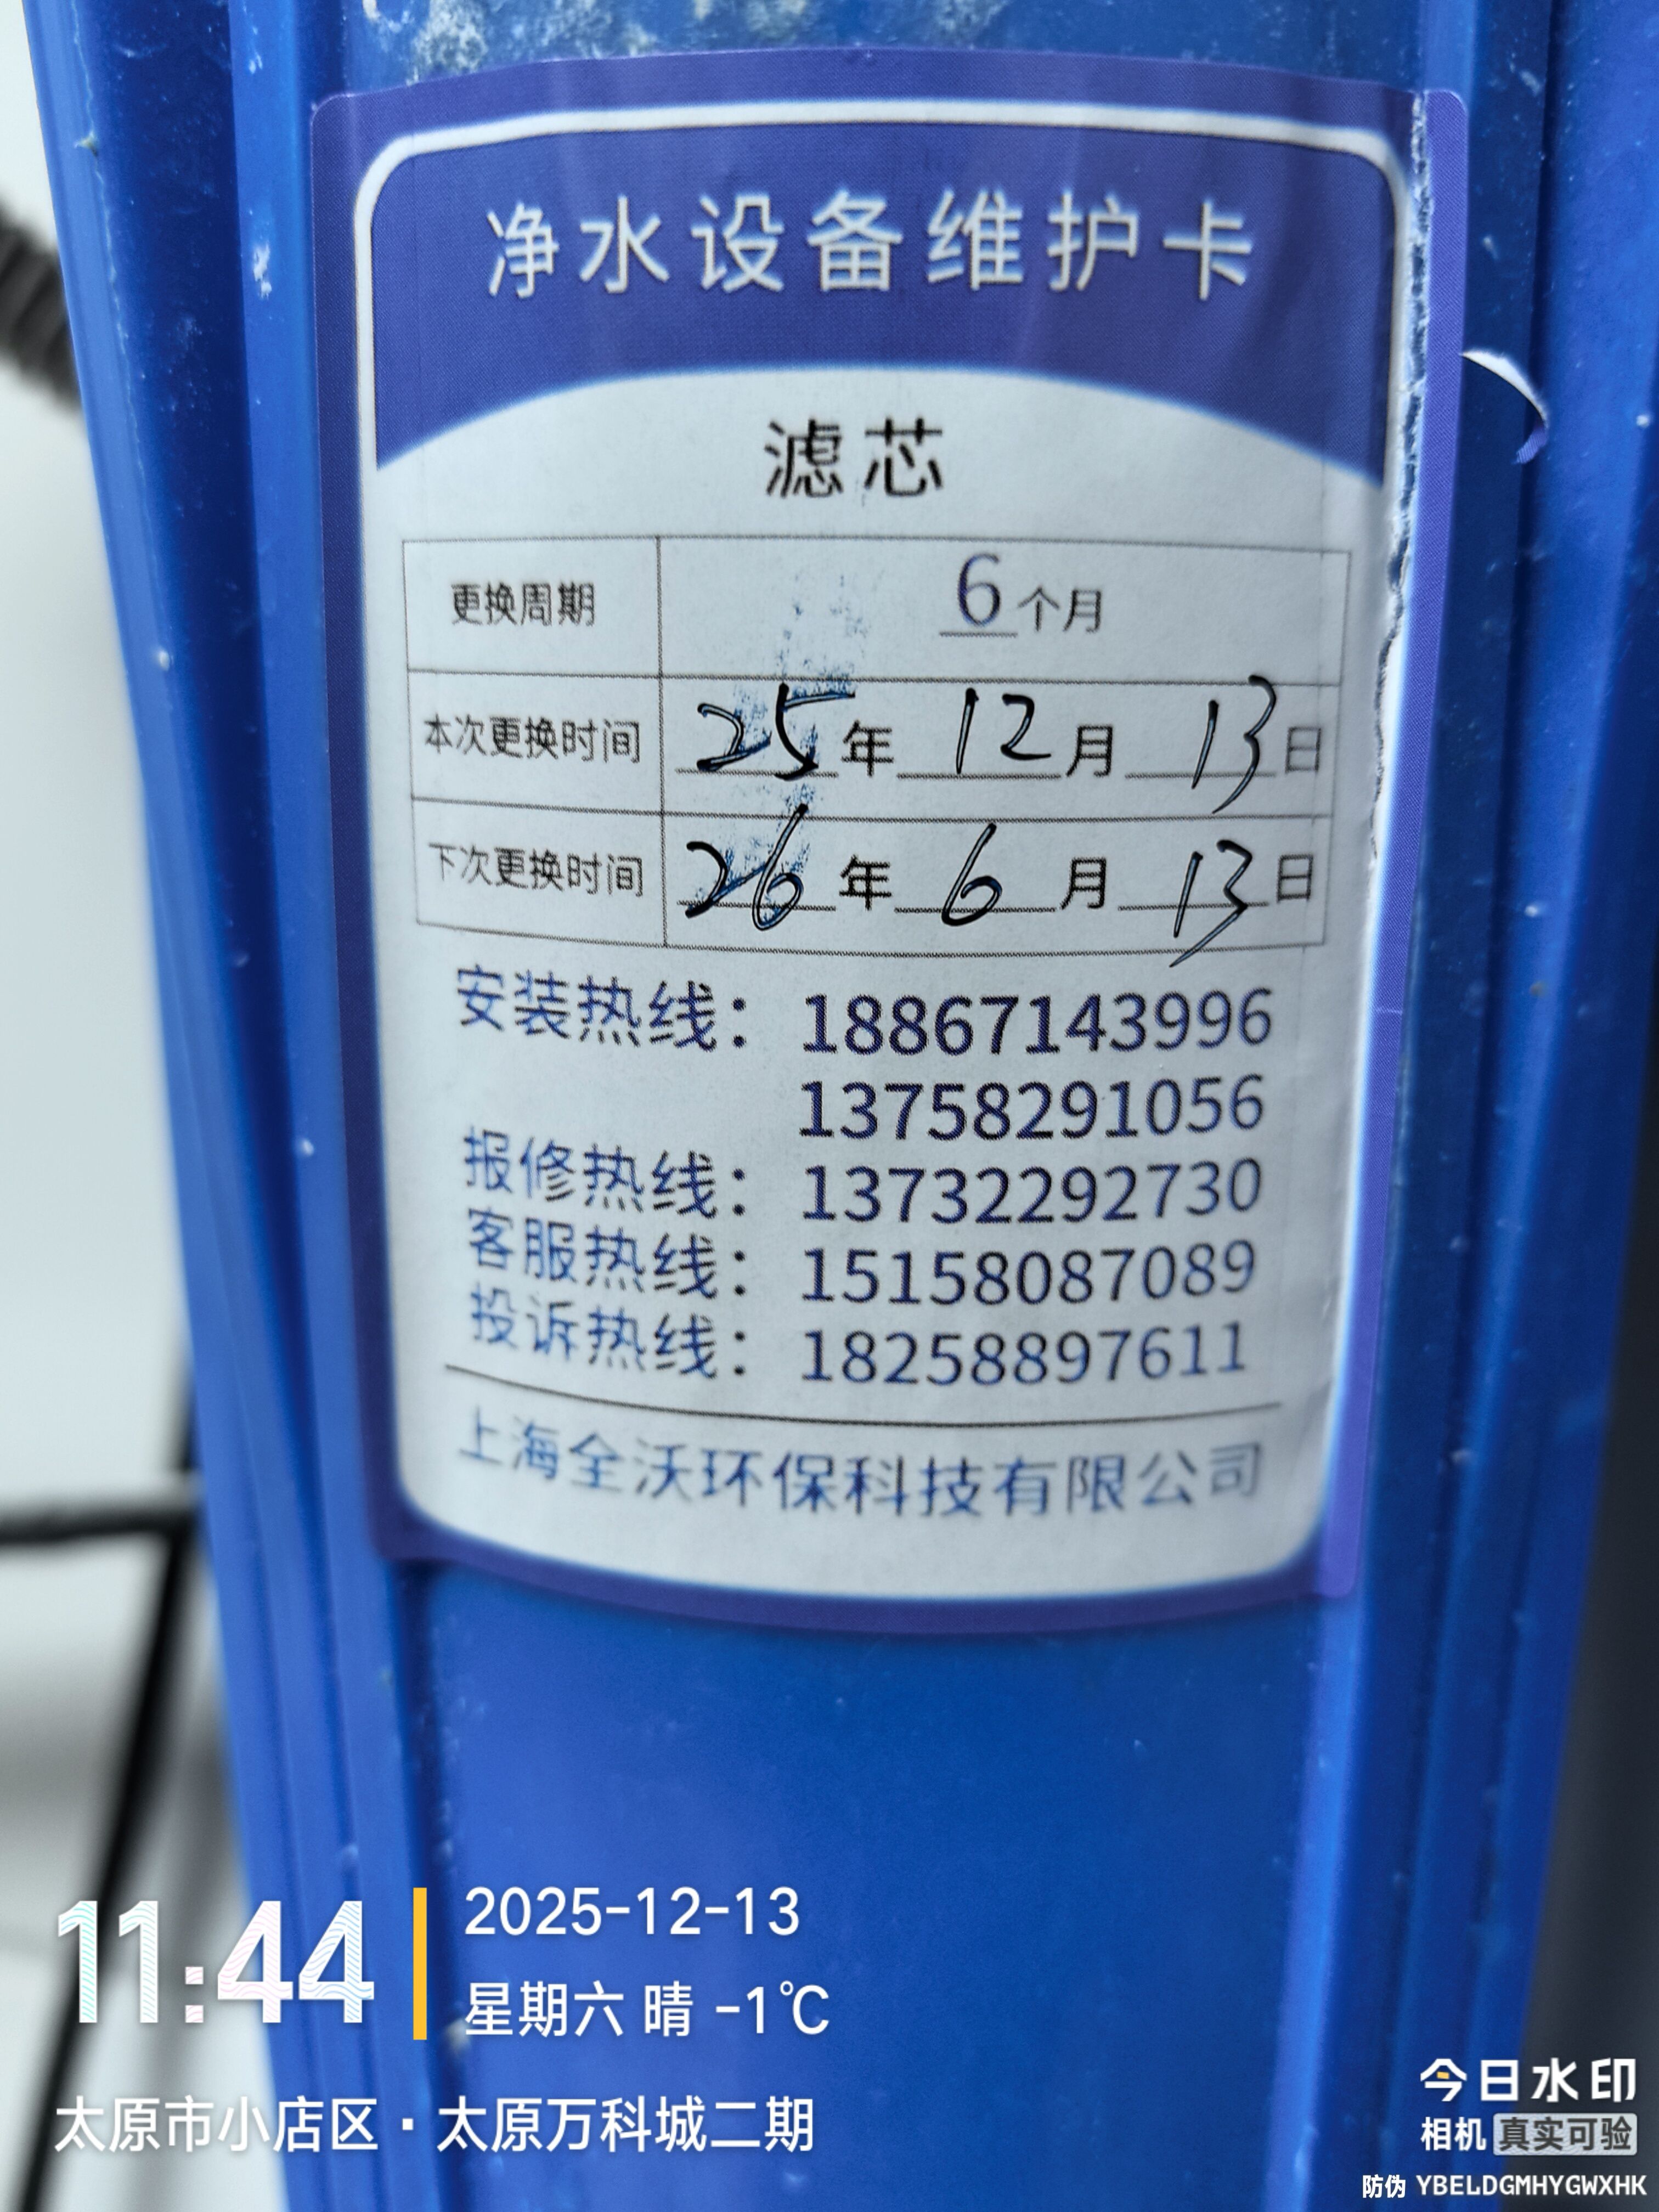 净水设备维护卡
滤芯
更换周期 6个月
本次更换时间 25年12月13日
下次更换时间 26年6月13日
安装热线：18867143996
13758291056
报修热线：13732292730
客服热线：15158087089
投诉热线：18258897611
上海全沃环保科技有限公司
11:44
2025-12-13
星期六 晴 -1℃
太原市小店区·太原万科城二期
今日水印
相机 真实可验
防伪 YBELDGMHYGWXHK